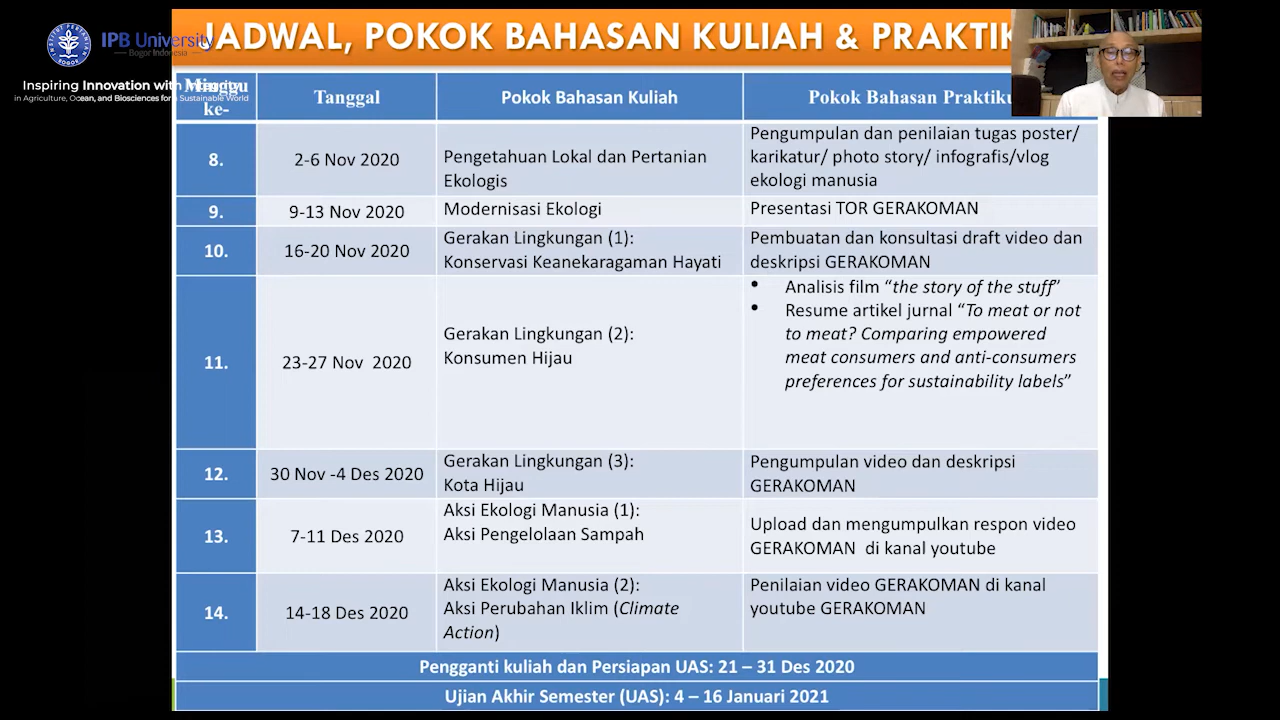 JADWAL, POKOK BAHASAN KULIAH & PRAKTIK
INSTITUT PERTANIAN
BOGOR
IPB University
Bogor Indonesia
Inspiring Innovation with Integrity
in Agriculture, Ocean, and Biosciences for a Sustainable World
Minggu
ke-
Tanggal
Pokok Bahasan Kuliah
Pokok Bahasan Praktiku
8.
2-6 Nov 2020
Pengetahuan Lokal dan Pertanian
Ekologis
Pengumpulan dan penilaian tugas poster/
karikatur/ photo story/ infografis/vlog
ekologi manusia
9.
9-13 Nov 2020
Modernisasi Ekologi
Presentasi TOR GERAKOMAN
10.
16-20 Nov 2020
Gerakan Lingkungan (1):
Konservasi Keanekaragaman Hayati
Pembuatan dan konsultasi draft video dan
deskripsi GERAKOMAN
11.
23-27 Nov 2020
Gerakan Lingkungan (2):
Konsumen Hijau
• Analisis film “the story of the stuff”
• Resume artikel jurnal “To meat or not
to meat? Comparing empowered
meat consumers and anti-consumers
preferences for sustainability labels”
12.
30 Nov -4 Des 2020
Gerakan Lingkungan (3):
Kota Hijau
Pengumpulan video dan deskripsi
GERAKOMAN
13.
7-11 Des 2020
Aksi Ekologi Manusia (1):
Aksi Pengelolaan Sampah
Upload dan mengumpulkan respon video
GERAKOMAN di kanal youtube
14.
14-18 Des 2020
Aksi Ekologi Manusia (2):
Aksi Perubahan Iklim (Climate
Action)
Penilaian video GERAKOMAN di kanal
youtube GERAKOMAN
Pengganti kuliah dan Persiapan UAS: 21 – 31 Des 2020
Ujian Akhir Semester (UAS): 4 – 16 Januari 2021